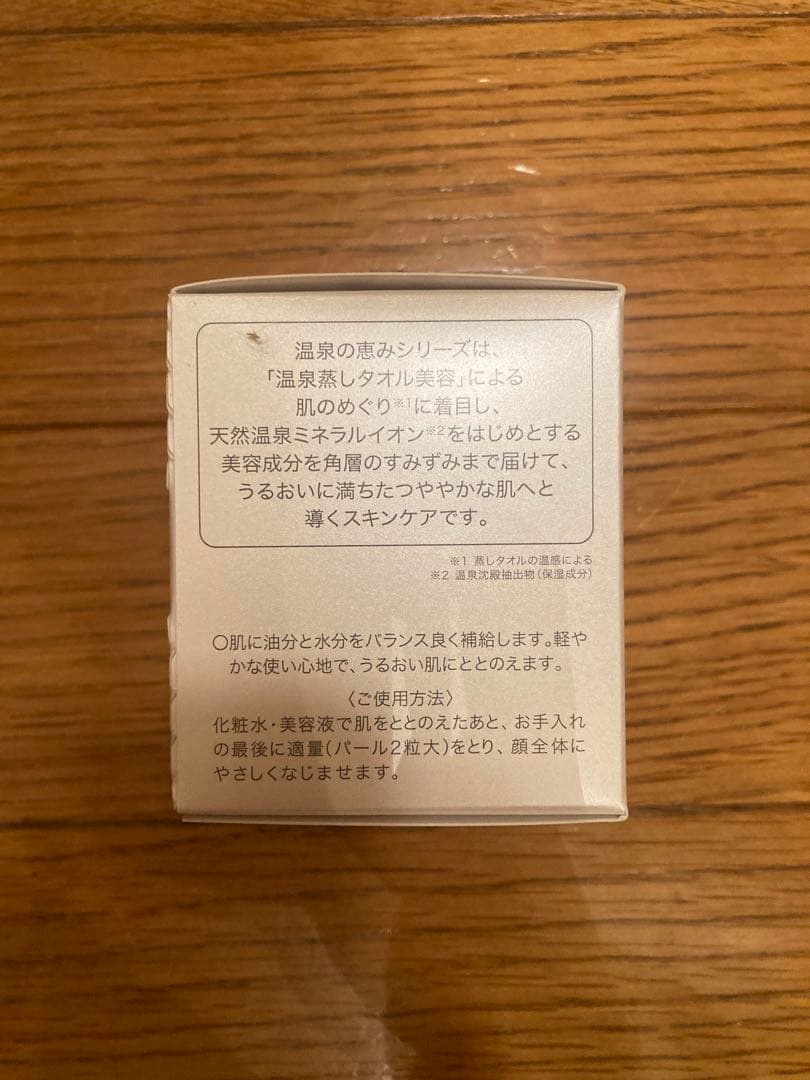 温泉の恵みシリーズは、
「温泉蒸しタオル美容」による
肌のめぐり※1に着目し、
天然温泉ミネラルイオン※2をはじめとする
美容成分を角層のすみずみまで届けて、
うるおいに満ちたつややかな肌へと
導くスキンケアです。
※1 蒸しタオルの温感による
※2 温泉沈殿抽出物(保湿成分)
○肌に油分と水分をバランス良く補給します。軽や
かな使い心地で、うるおい肌にととのえます。
〈ご使用方法〉
化粧水・美容液で肌をととのえたあと、お手入れ
の最後に適量(パール2粒大)をとり、顔全体に
やさしくなじませます。